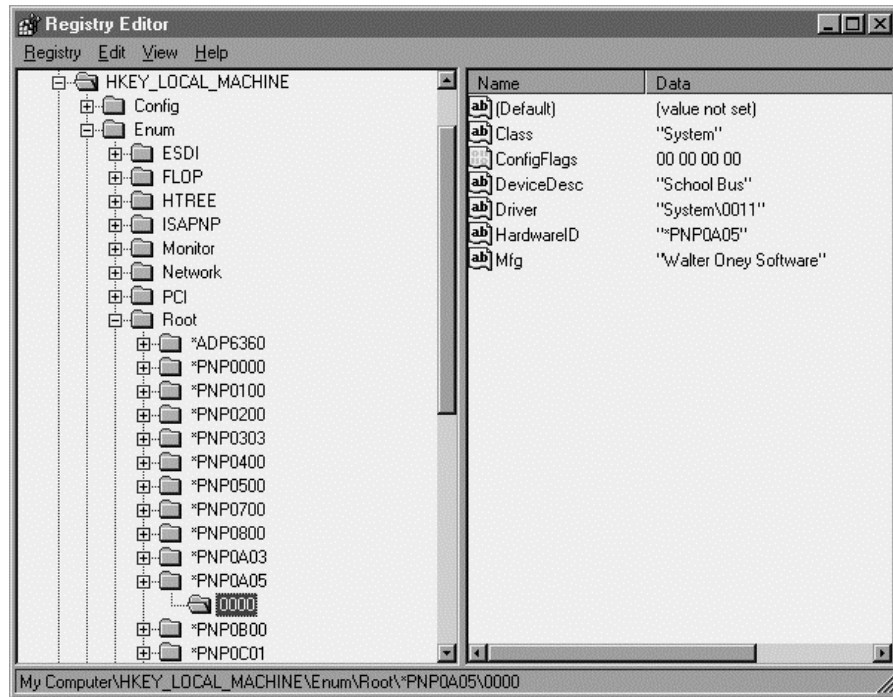 Registry Editor
Registry Edit View Help
HKEY_LOCAL_MACHINE
Config
Enum
ESDI
FLOP
HTREE
ISAPNP
Monitor
Network
PCI
Root
*ADP6360
*PNP0000
*PNP0100
*PNP0200
*PNP0303
*PNP0400
*PNP0500
*PNP0700
*PNP0800
*PNP0A03
*PNP0A05
0000
*PNP0B00
*PNP0C01
Name Data
(Default) (value not set)
Class "System"
ConfigFlags 00 00 00 00
DeviceDesc "School Bus"
Driver "System\0011"
HardwareID "*PNP0A05"
Mfg "Walter Oney Software"
My Computer\HKEY_LOCAL_MACHINE\Enum\Root\*PNP0A05\0000